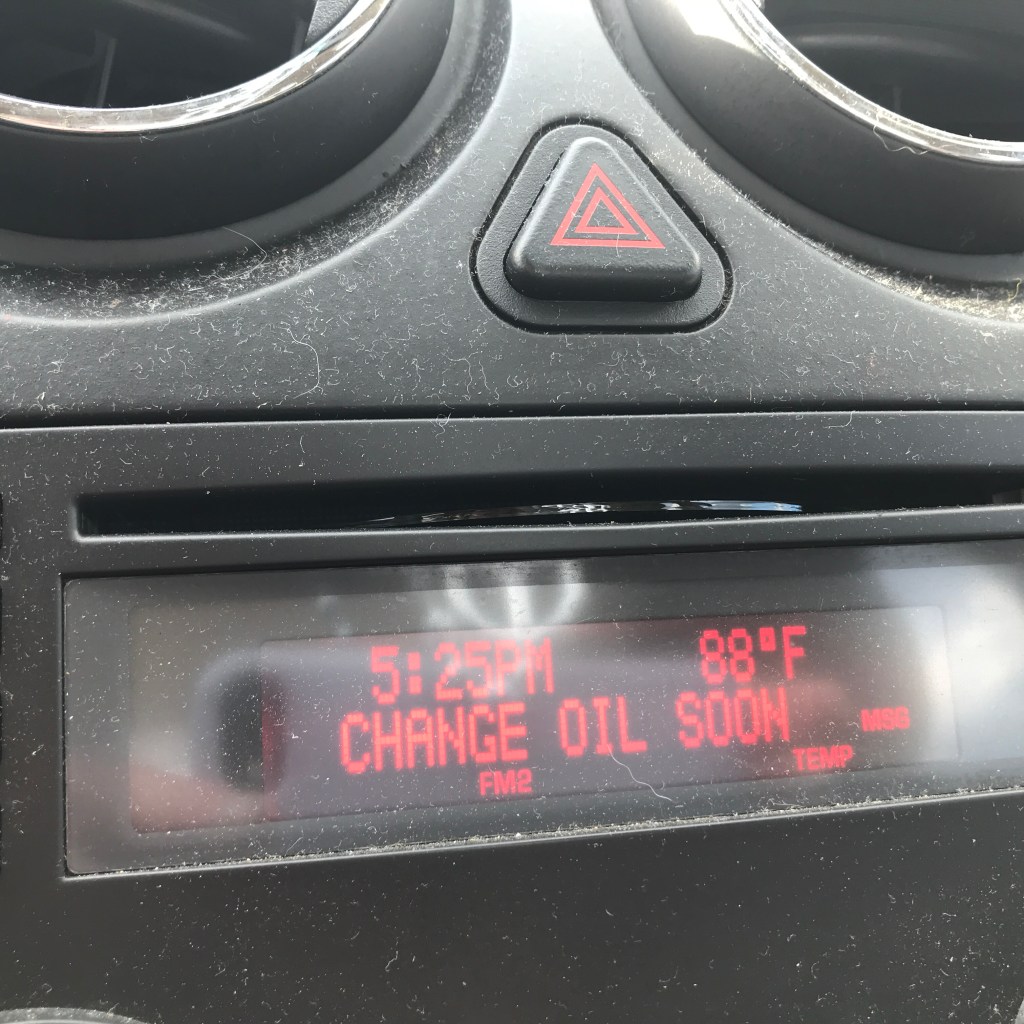 5:25PM 88°F
CHANGE OIL SOON
MSG
TEMP
FM2